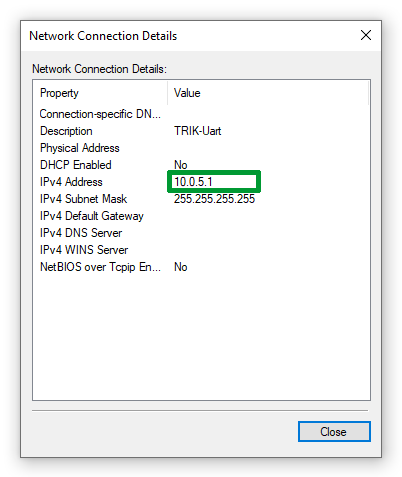 Network Connection Details
Network Connection Details:
Property Value
Connection-specific DN...
Description TRIK-Uart
Physical Address
DHCP Enabled No
IPv4 Address 10.0.5.1
IPv4 Subnet Mask 255.255.255.255
IPv4 Default Gateway
IPv4 DNS Server
IPv4 WINS Server
NetBIOS over Tcpip En... No
Close